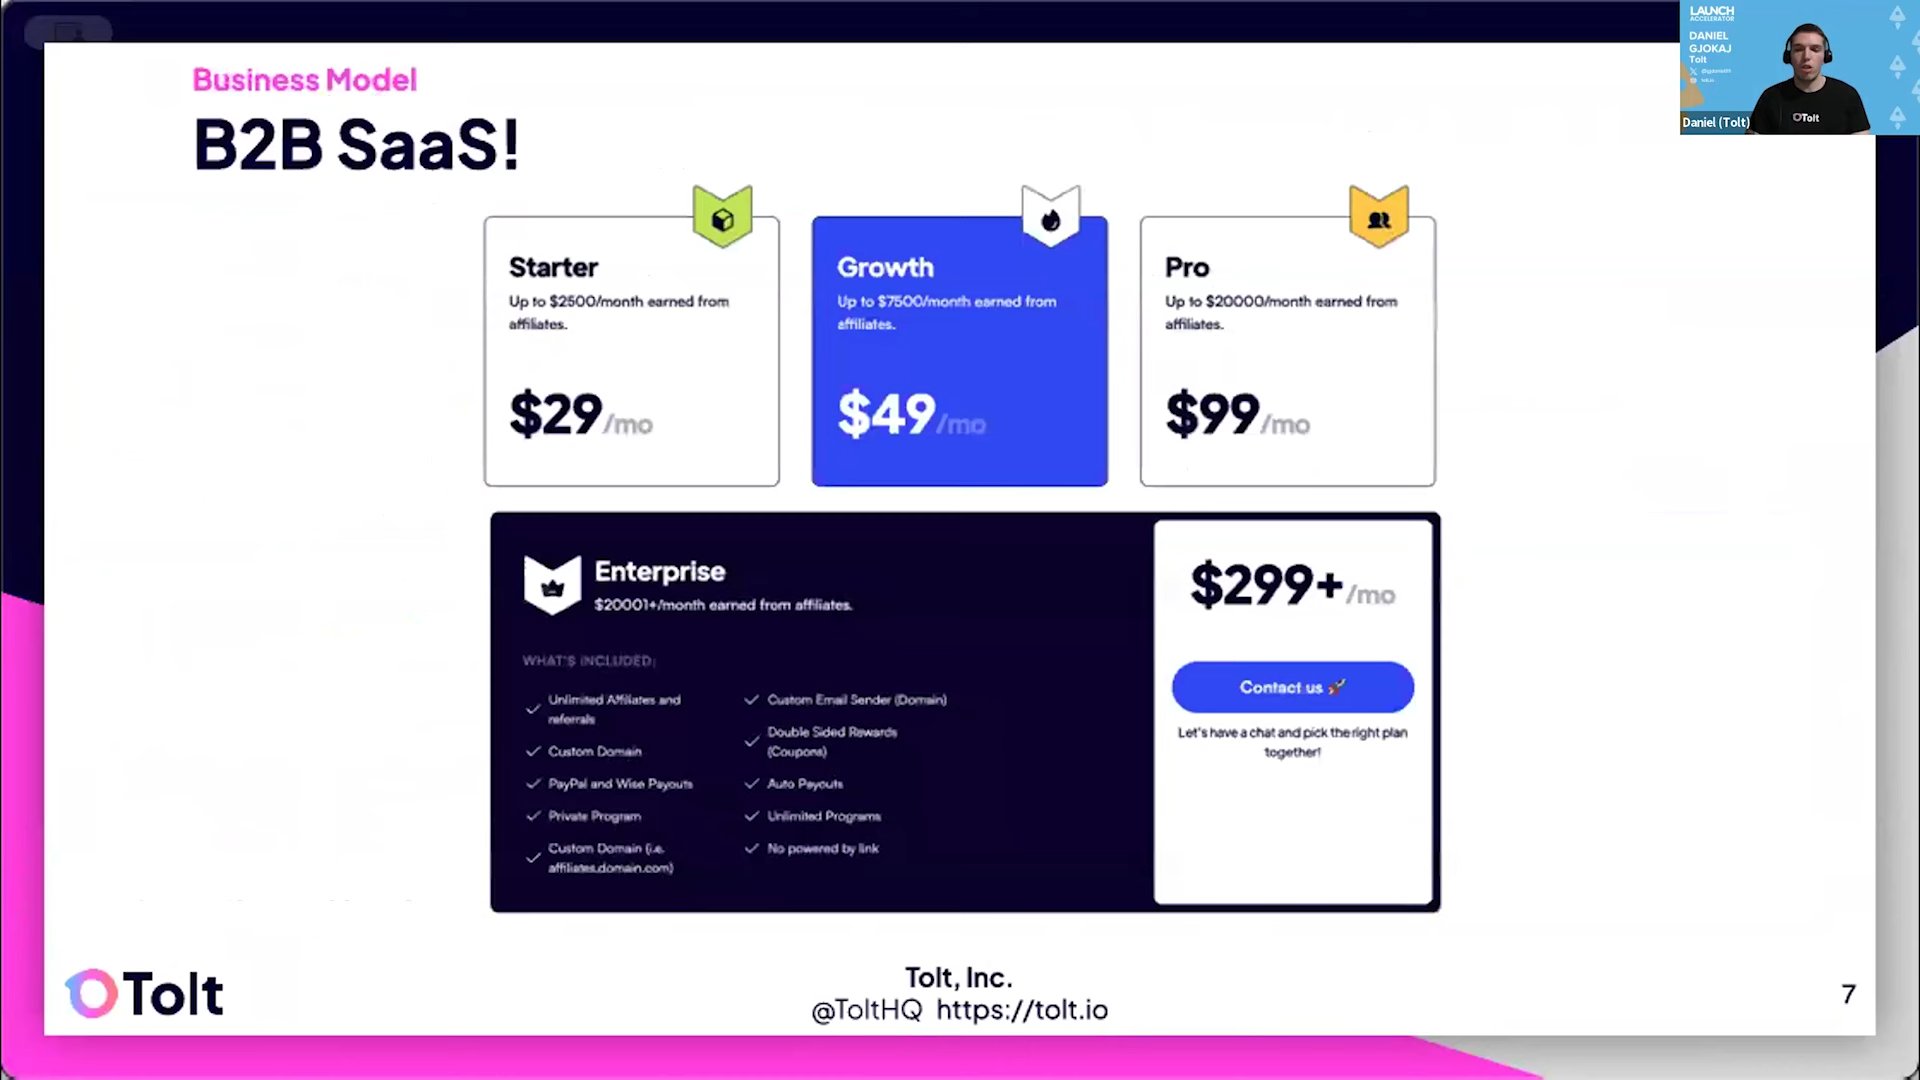 Business Model
B2B SaaS!
LAUNCH
ACCELERATOR
DANIEL
GJOKAJ
Tolt
Tolt
Daniel (Tolt)
Starter
Up to $2500/month earned from
affiliates.
$29/mo
Growth
Up to $7500/month earned from
affiliates.
$49/mo
Pro
Up to $20000/month earned from
affiliates.
$99/mo
Enterprise
$20001+/month earned from affiliates.
WHAT'S INCLUDED:
Unlimited Affiliates and
referrals
Custom Domain
PayPal and Wise Payouts
Private Program
Custom Domain (i.e.
affiliates.domain.com)
Custom Email Sender (Domain)
Double Sided Rewards
(Coupons)
Auto Payouts
Unlimited Programs
No powered by link
$299+/mo
Contact us
Let's have a chat and pick the right plan
together!
Tolt
Tolt, Inc.
@ToltHQ https://tolt.io
7